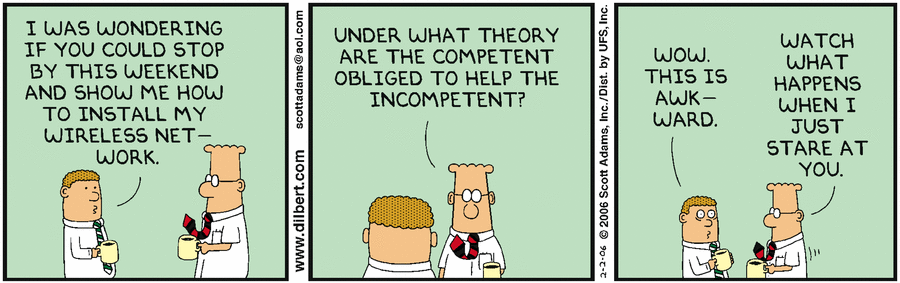 I WAS WONDERING
IF YOU COULD STOP
BY THIS WEEKEND
AND SHOW ME HOW
TO INSTALL MY
WIRELESS NET–
WORK.
www.dilbert.com
scottadams@aol.com
UNDER WHAT THEORY
ARE THE COMPETENT
OBLIGED TO HELP THE
INCOMPETENT?
2-2-06 © 2006 Scott Adams, Inc./Dist. by UFS, Inc.
WOW.
THIS IS
AWK–
WARD.
WATCH
WHAT
HAPPENS
WHEN I
JUST
STARE AT
YOU.